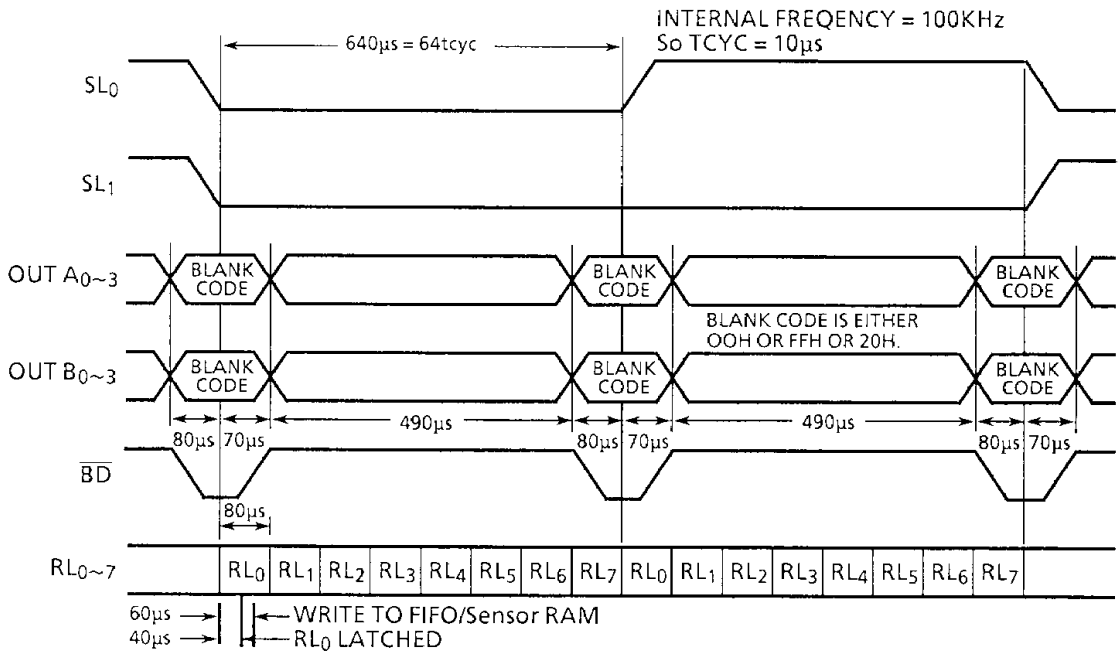 INTERNAL FREQENCY = 100KHz
640µs = 64tcyc
So TCYC = 10µs
SL0
SL1
OUT A0~3
BLANK CODE
BLANK CODE
BLANK CODE
BLANK CODE IS EITHER
OOH OR FFH OR 20H.
OUT B0~3
BLANK CODE
BLANK CODE
BLANK CODE
80µs 70µs 490µs 80µs 70µs 490µs 80µs 70µs
BD
80µs
RL0~7 RL0 RL1 RL2 RL3 RL4 RL5 RL6 RL7 RL0 RL1 RL2 RL3 RL4 RL5 RL6 RL7
60µs WRITE TO FIFO/Sensor RAM
40µs RL0 LATCHED